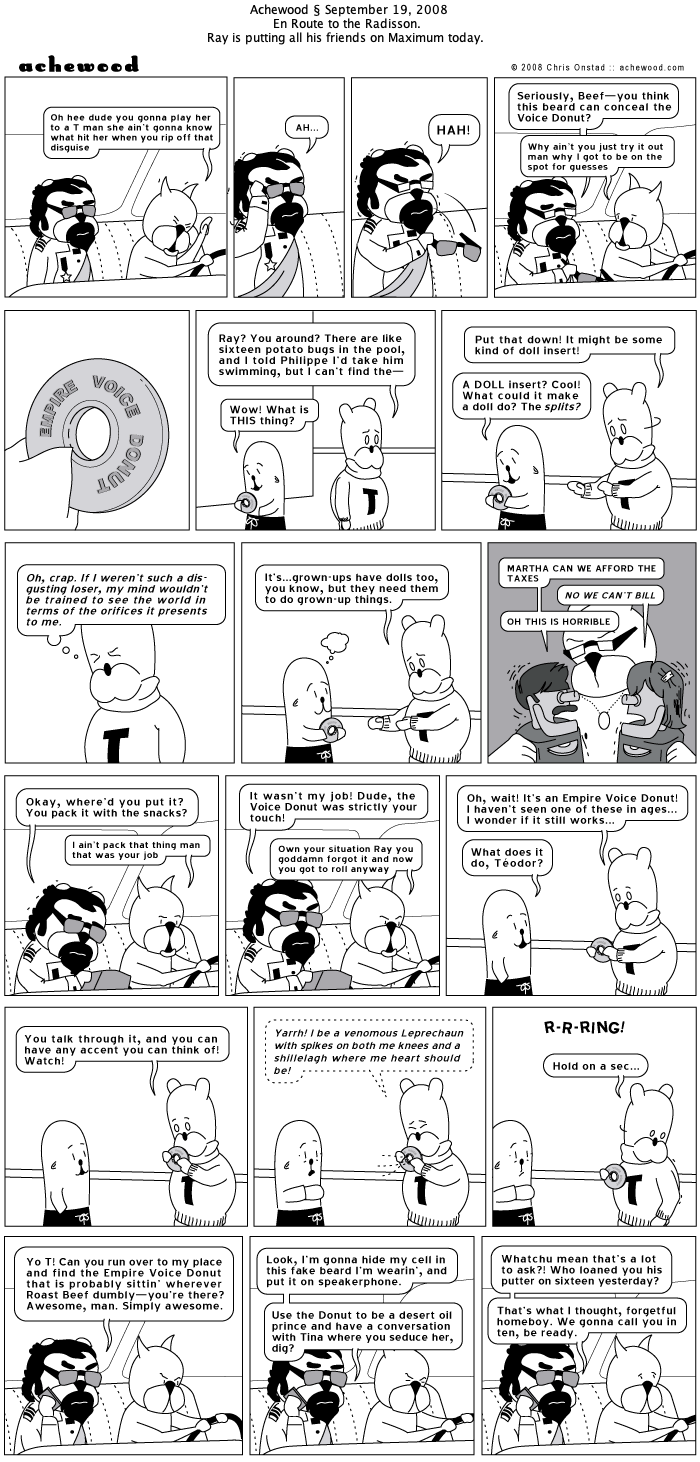 Achewood § September 19, 2008
En Route to the Radisson.
Ray is putting all his friends on Maximum today.
achewood
© 2008 Chris Onstad :: achewood.com
Oh hee dude you gonna play her
to a T man she ain't gonna know
what hit her when you rip off that
disguise
AH...
HAH!
Seriously, Beef—you think
this beard can conceal the
Voice Donut?
Why ain't you just try it out
man why I got to be on the
spot for guesses
EMPIRE VOICE DONUT
Ray? You around? There are like
sixteen potato bugs in the pool,
and I told Philippe I'd take him
swimming, but I can't find the—
Wow! What is
THIS thing?
T
Put that down! It might be some
kind of doll insert!
A DOLL insert? Cool!
What could it make
a doll do? The splits?
T
Oh, crap. If I weren't such a dis-
gusting loser, my mind wouldn't
be trained to see the world in
terms of the orifices it presents
to me.
T
It's...grown-ups have dolls too,
you know, but they need them
to do grown-up things.
T
MARTHA CAN WE AFFORD THE
TAXES
NO WE CAN'T BILL
OH THIS IS HORRIBLE
Okay, where'd you put it?
You pack it with the snacks?
I ain't pack that thing man
that was your job
It wasn't my job! Dude, the
Voice Donut was strictly your
touch!
Own your situation Ray you
goddamn forgot it and now
you got to roll anyway
Oh, wait! It's an Empire Voice Donut!
I haven't seen one of these in ages...
I wonder if it still works...
What does it
do, Téodor?
T
You talk through it, and you can
have any accent you can think of!
Watch!
T
Yarrh! I be a venomous Leprechaun
with spikes on both me knees and a
shillelagh where me heart should
be!
T
R-R-RING!
Hold on a sec...
T
Yo T! Can you run over to my place
and find the Empire Voice Donut
that is probably sittin' wherever
Roast Beef dumbly—you're there?
Awesome, man. Simply awesome.
Look, I'm gonna hide my cell in
this fake beard I'm wearin', and
put it on speakerphone.
Use the Donut to be a desert oil
prince and have a conversation
with Tina where you seduce her,
dig?
Whatchu mean that's a lot
to ask?! Who loaned you his
putter on sixteen yesterday?
That's what I thought, forgetful
homeboy. We gonna call you in
ten, be ready.